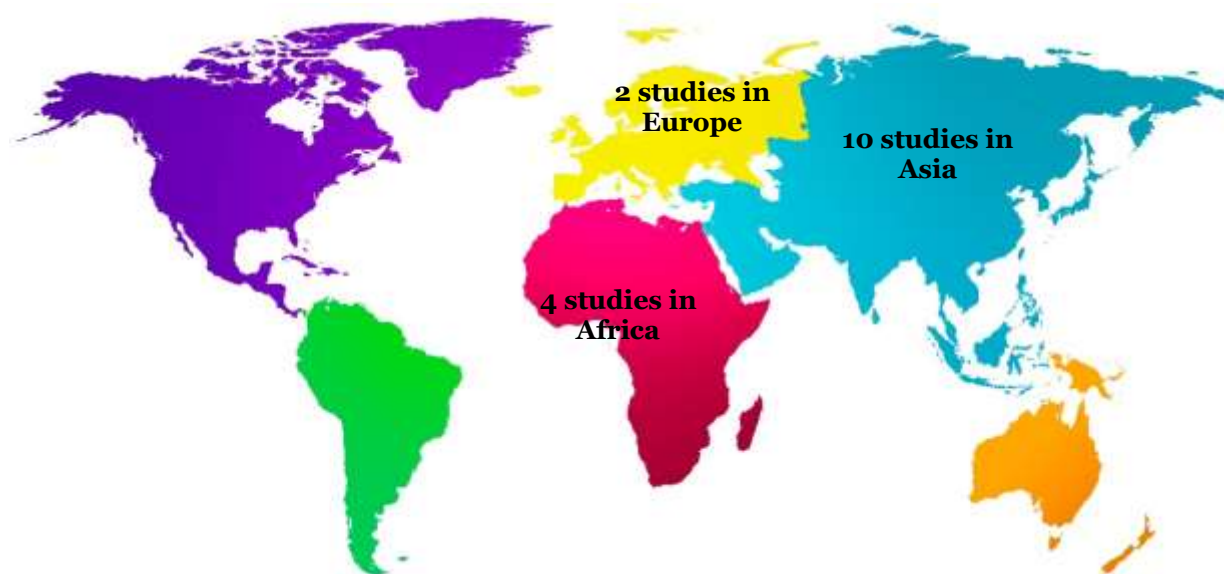 2 studies in
Europe
10 studies in
Asia
4 studies in
Africa